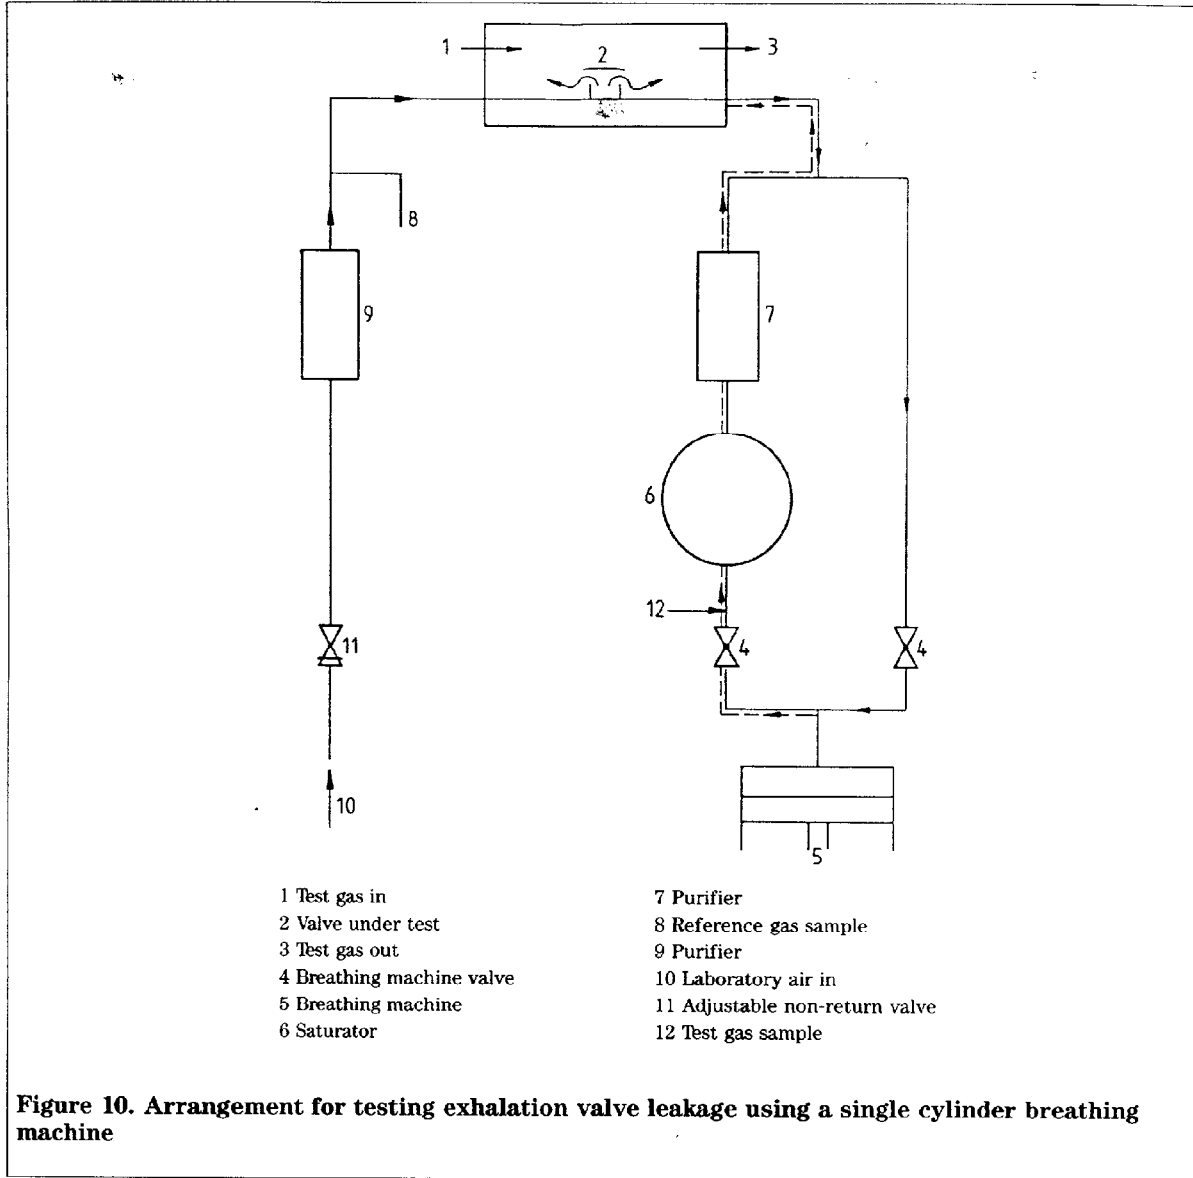 1
2
3
8
9
7
6
12
11
4
4
10
5
1 Test gas in
2 Valve under test
3 Test gas out
4 Breathing machine valve
5 Breathing machine
6 Saturator
7 Purifier
8 Reference gas sample
9 Purifier
10 Laboratory air in
11 Adjustable non-return valve
12 Test gas sample
Figure 10. Arrangement for testing exhalation valve leakage using a single cylinder breathing
machine